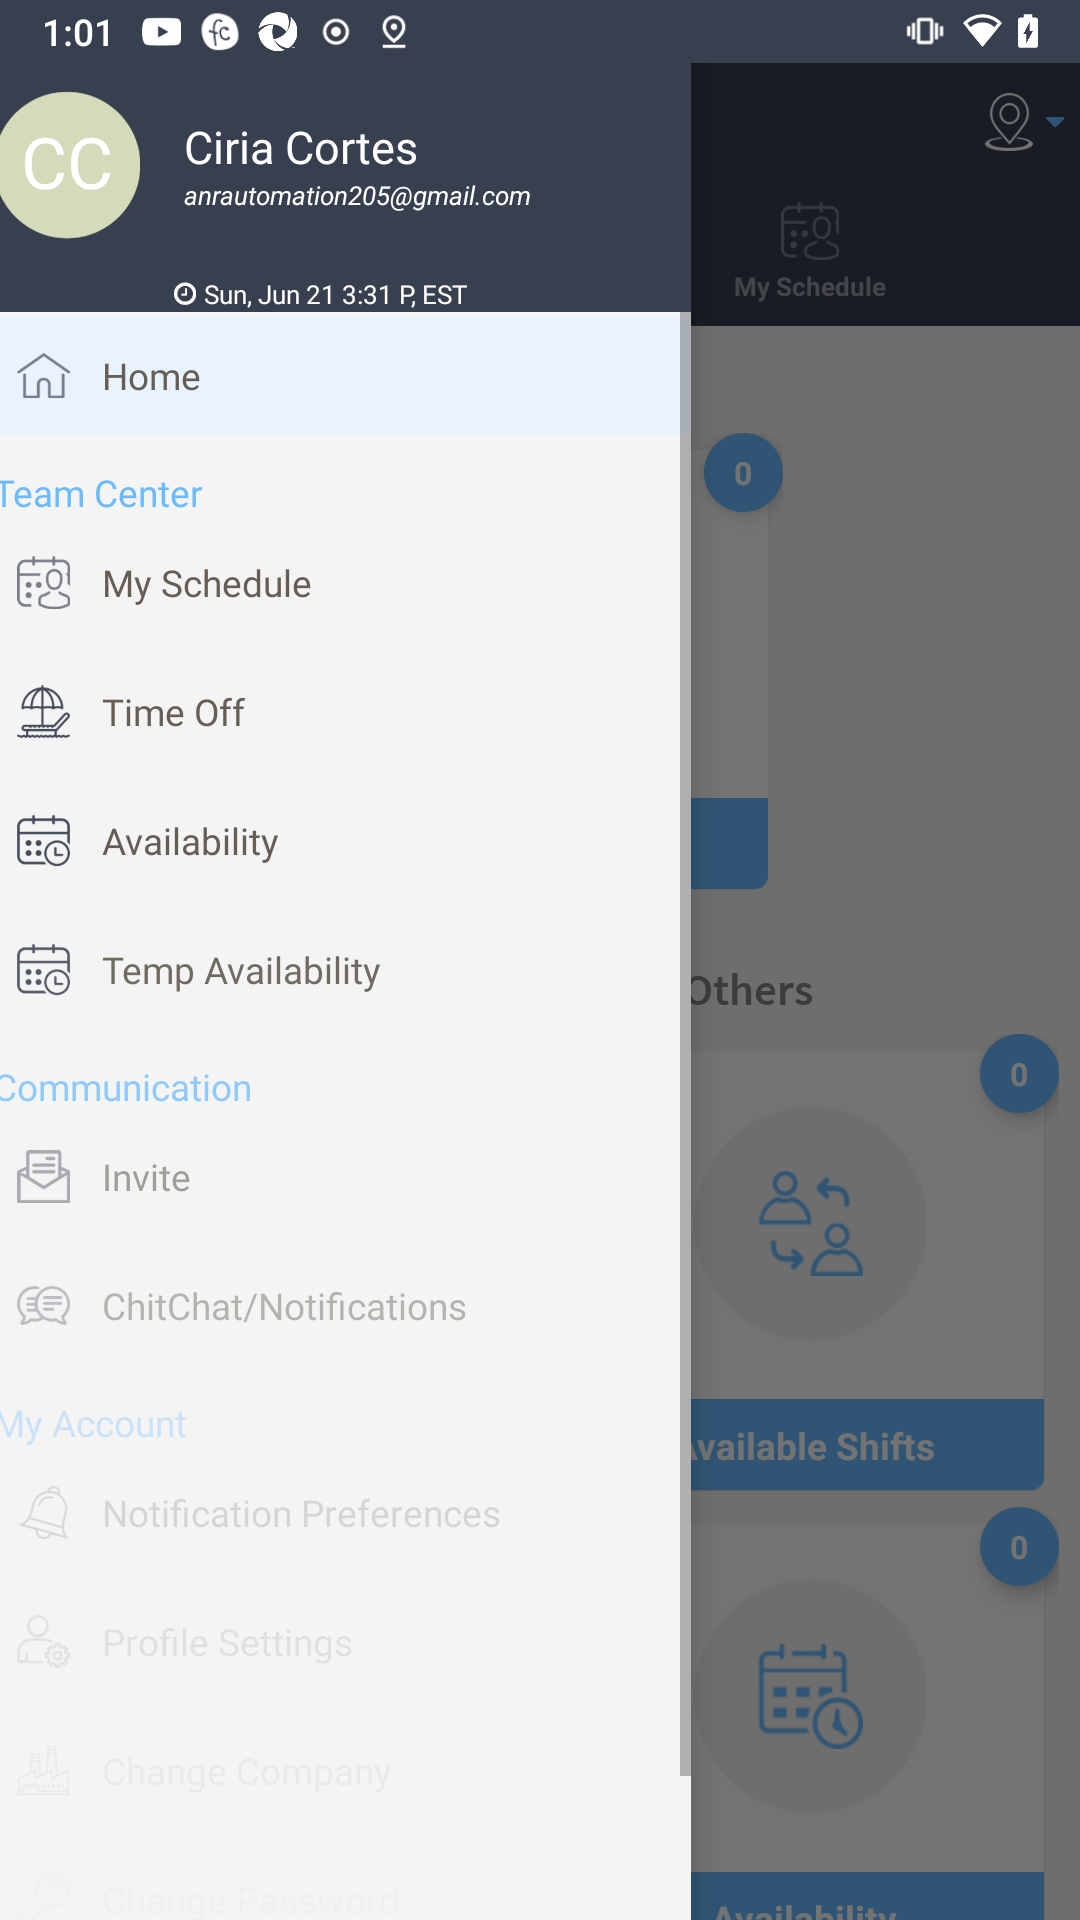 1:01
CC
Ciria Cortes
anrautomation205@gmail.com
Sun, Jun 21 3:31 P, EST
My Schedule
Home
0
Team Center
My Schedule
Time Off
Availability
Temp Availability
Others
0
Communication
Invite
ChitChat/Notifications
My Account
Available Shifts
Notification Preferences
0
Profile Settings
Change Company
Change Password
Availability